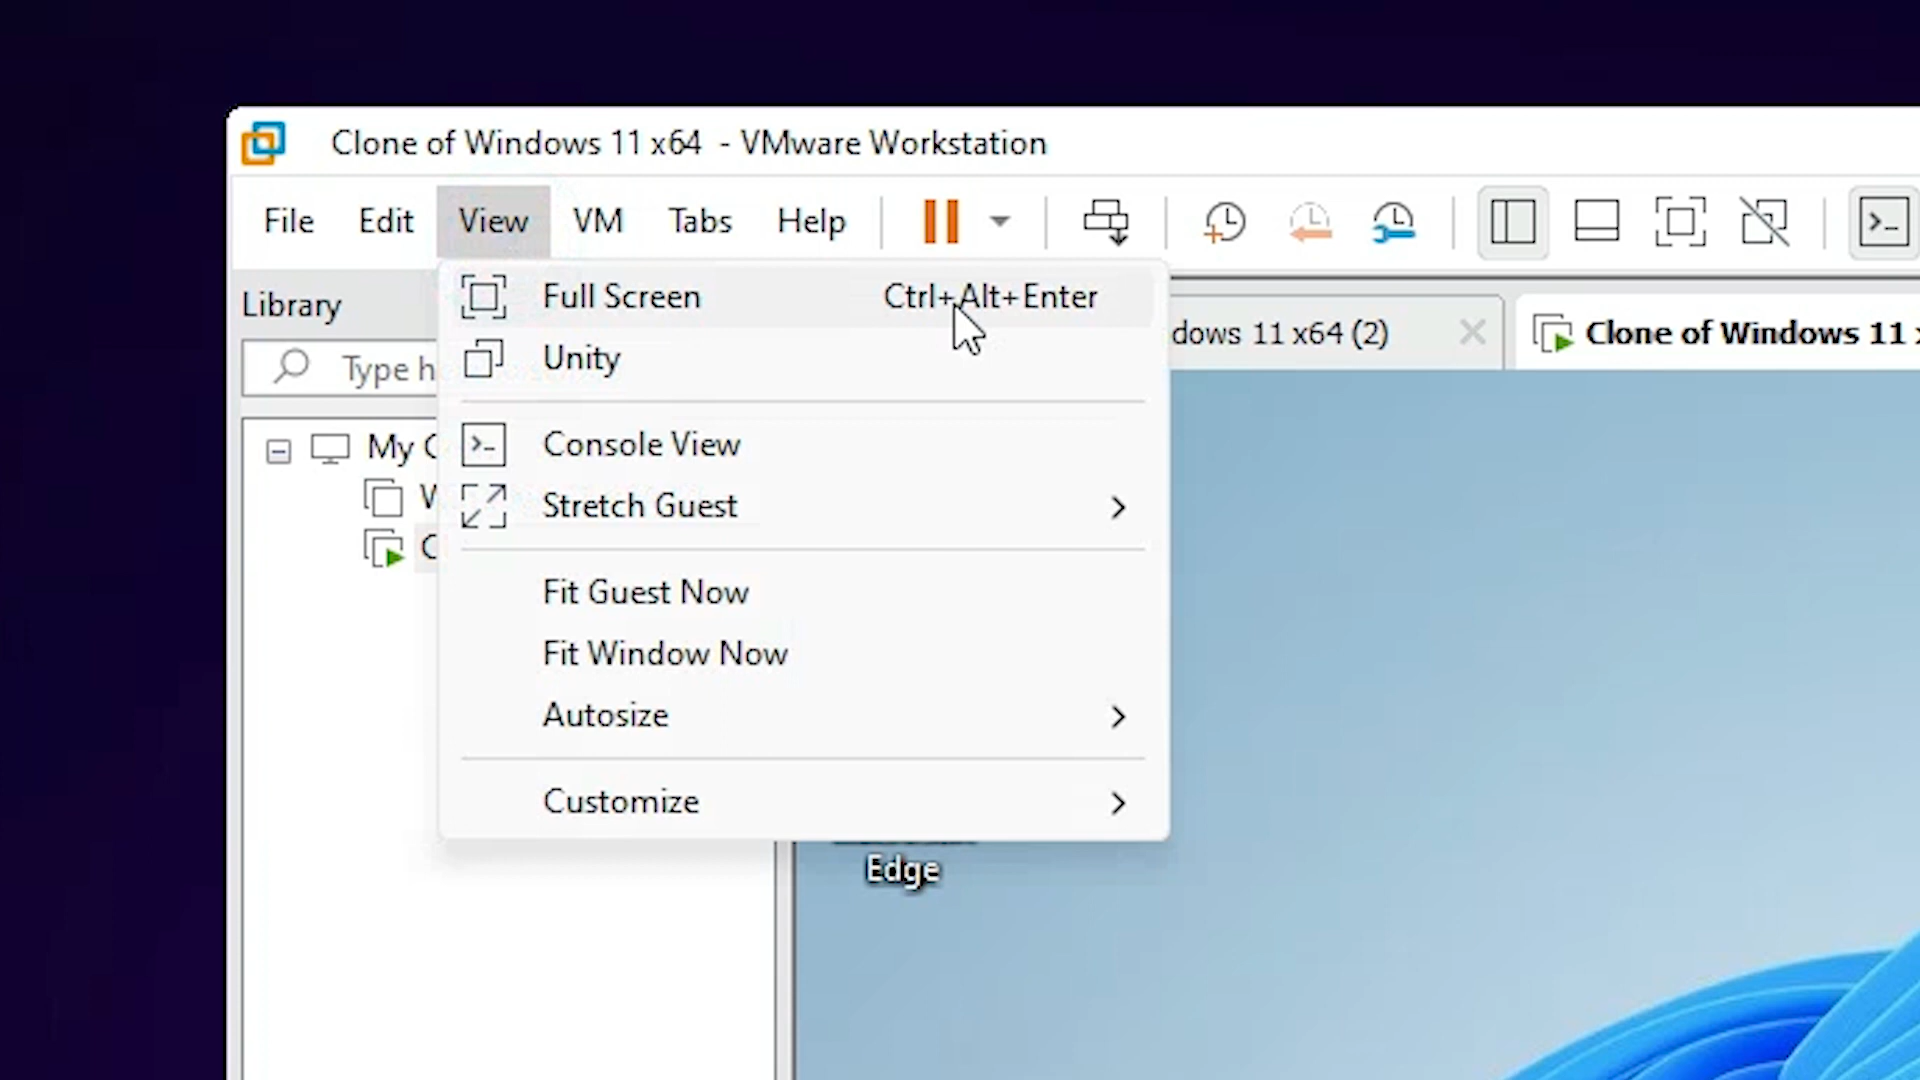 Clone of Windows 11 x64 - VMware Workstation
File Edit View VM Tabs Help
Library
Full Screen Ctrl+Alt+Enter
dows 11 x64 (2)
Clone of Windows 11
Type
Unity
My
Console View
Stretch Guest
Fit Guest Now
Fit Window Now
Autosize
Customize
Edge